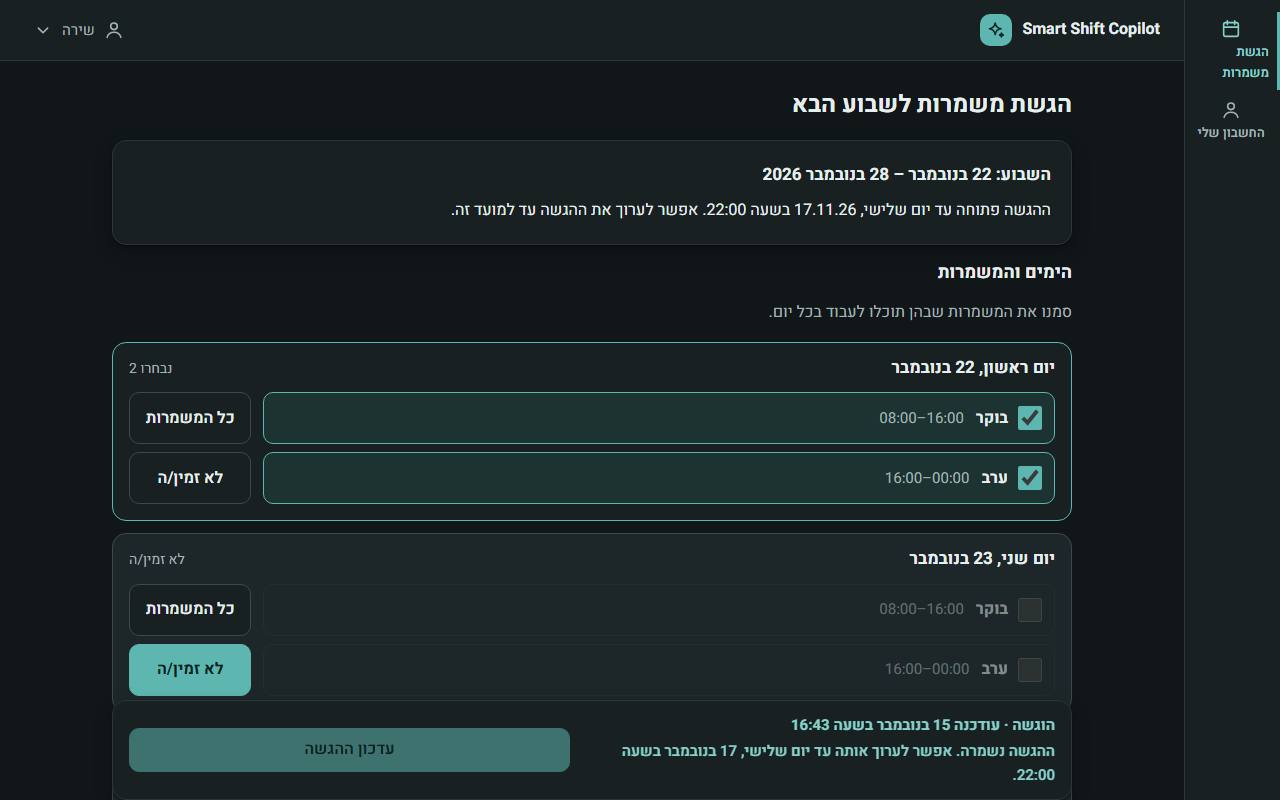 הגשת
משמרות
החשבון שלי
Smart Shift Copilot
שירה
הגשת משמרות לשבוע הבא
השבוע: 22 בנובמבר – 28 בנובמבר 2026
ההגשה פתוחה עד יום שלישי, 17.11.26 בשעה 22:00. אפשר לערוך את ההגשה עד למועד זה.
הימים והמשמרות
סמנו את המשמרות שבהן תוכלו לעבוד בכל יום.
יום ראשון, 22 בנובמבר
נבחרו 2
בוקר 08:00–16:00
כל המשמרות
ערב 16:00–00:00
לא זמין/ה
יום שני, 23 בנובמבר
לא זמין/ה
בוקר 08:00–16:00
כל המשמרות
ערב 16:00–00:00
לא זמין/ה
הוגשה · עודכנה 15 בנובמבר בשעה 16:43
ההגשה נשמרה. אפשר לערוך אותה עד יום שלישי, 17 בנובמבר בשעה
22:00.
עדכון ההגשה